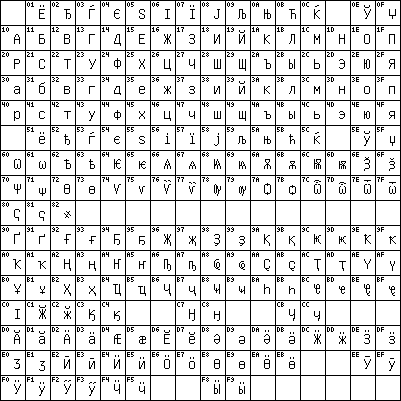 01 02 03 04 05 06 07 08 09 0A 0B 0C 0E 0F
Ё Ђ Ѓ Є Ѕ І Ї Ј Љ Њ Ћ Ќ Ў Џ
10 11 12 13 14 15 16 17 18 19 1A 1B 1C 1D 1E 1F
А Б В Г Д Е Ж З И Й К Л М Н О П
20 21 22 23 24 25 26 27 28 29 2A 2B 2C 2D 2E 2F
Р С Т У Ф Х Ц Ч Ш Щ Ъ Ы Ь Э Ю Я
30 31 32 33 34 35 36 37 38 39 3A 3B 3C 3D 3E 3F
а б в г д е ж з и й к л м н о п
40 41 42 43 44 45 46 47 48 49 4A 4B 4C 4D 4E 4F
р с т у ф х ц ч ш щ ъ ы ь э ю я
51 52 53 54 55 56 57 58 59 5A 5B 5C 5E 5F
ё ђ ѓ є ѕ і ї ј љ њ ћ ќ ў џ
60 61 62 63 64 65 66 67 68 69 6A 6B 6C 6D 6E 6F
Ѡ ѡ Ѣ ѣ Ѥ ѥ Ѧ ѧ Ѩ ѩ Ѫ ѫ Ѭ ѭ Ѯ ѯ
70 71 72 73 74 75 76 77 78 79 7A 7B 7C 7D 7E 7F
Ѱ ѱ Ѳ ѳ Ѵ ѵ Ѷ ѷ Ѹ ѹ Ѻ ѻ Ѽ ѽ Ѿ ѿ
80 81 82
Ҁ ҁ ҂
90 91 92 93 94 95 96 97 98 99 9A 9B 9C 9D 9E 9F
Ґ ґ Ғ ғ Ҕ ҕ Җ җ Ҙ ҙ Қ қ Ҝ ҝ Ҟ ҟ
A0 A1 A2 A3 A4 A5 A6 A7 A8 A9 AA AB AC AD AE AF
Ҡ ҡ Ң ң Ҥ ҥ Ҧ ҧ Ҩ ҩ Ҫ ҫ Ҭ ҭ Ү ү
B0 B1 B2 B3 B4 B5 B6 B7 B8 B9 BA BB BC BD BE BF
Ұ ұ Ҳ ҳ Ҵ ҵ Ҷ ҷ Ҹ ҹ Һ һ Ҽ ҽ Ҿ ҿ
C0 C1 C2 C3 C4 C7 C8 CB CC
Ӏ Ӂ ӂ Ӄ ӄ Ӈ ӈ Ӌ ӌ
D0 D1 D2 D3 D4 D5 D6 D7 D8 D9 DA DB DC DD DE DF
Ӑ ӑ Ӓ ӓ Ӕ ӕ Ӗ ӗ Ә ә Ӛ ӛ Ӝ ӝ Ӟ ӟ
E0 E1 E2 E3 E4 E5 E6 E7 E8 E9 EA EB EE EF
Ӡ ӡ Ӣ ӣ Ӥ ӥ Ӧ ӧ Ө ө Ӫ ӫ Ӯ ӯ
F0 F1 F2 F3 F4 F5 F8 F9
Ӱ ӱ Ӳ ӳ Ӵ ӵ Ӹ ӹ